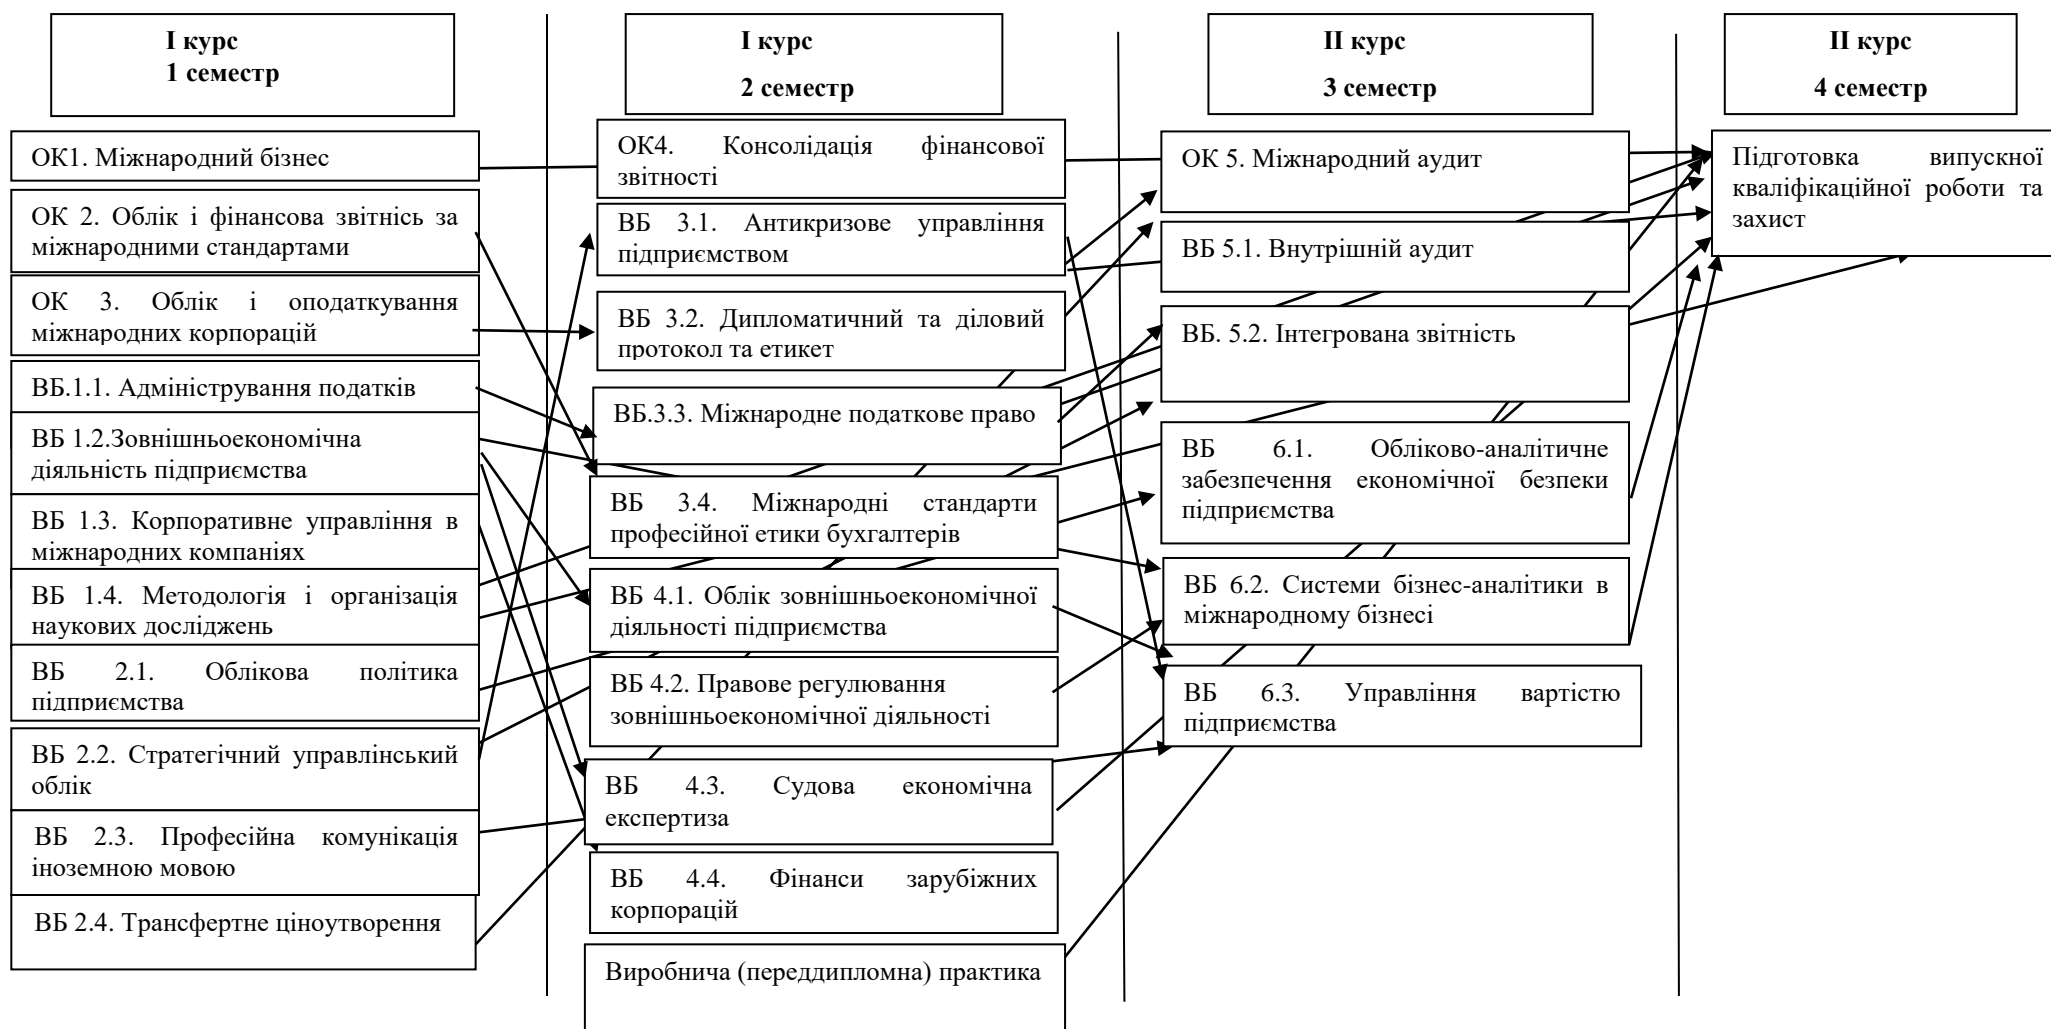 І курс
1 семестр
ОК1. Міжнародний бізнес
ОК 2. Облік і фінансова звітнісь за
міжнародними стандартами
ОК 3. Облік і оподаткування
міжнародних корпорацій
ВБ.1.1. Адміністрування податків
ВБ 1.2.Зовнішньоекономічна
діяльність підприємства
ВБ 1.3. Корпоративне управління в
міжнародних компаніях
ВБ 1.4. Методологія і організація
наукових досліджень
ВБ 2.1. Облікова політика
підприємства
ВБ 2.2. Стратегічний управлінський
облік
ВБ 2.3. Професійна комунікація
іноземною мовою
ВБ 2.4. Трансфертне ціноутворення
І курс
2 семестр
ОК4. Консолідація фінансової
звітності
ВБ 3.1. Антикризове управління
підприємством
ВБ 3.2. Дипломатичний та діловий
протокол та етикет
ВБ.3.3. Міжнародне податкове право
ВБ 3.4. Міжнародні стандарти
професійної етики бухгалтерів
ВБ 4.1. Облік зовнішньоекономічної
діяльності підприємства
ВБ 4.2. Правове регулювання
зовнішньоекономічної діяльності
ВБ 4.3. Судова економічна
експертиза
ВБ 4.4. Фінанси зарубіжних
корпорацій
Виробнича (переддипломна) практика
ІІ курс
3 семестр
ОК 5. Міжнародний аудит
ВБ 5.1. Внутрішній аудит
ВБ. 5.2. Інтегрована звітність
ВБ 6.1. Обліково-аналітичне
забезпечення економічної безпеки
підприємства
ВБ 6.2. Системи бізнес-аналітики в
міжнародному бізнесі
ВБ 6.3. Управління вартістю
підприємства
ІІ курс
4 семестр
Підготовка випускної
кваліфікаційної роботи та
захист